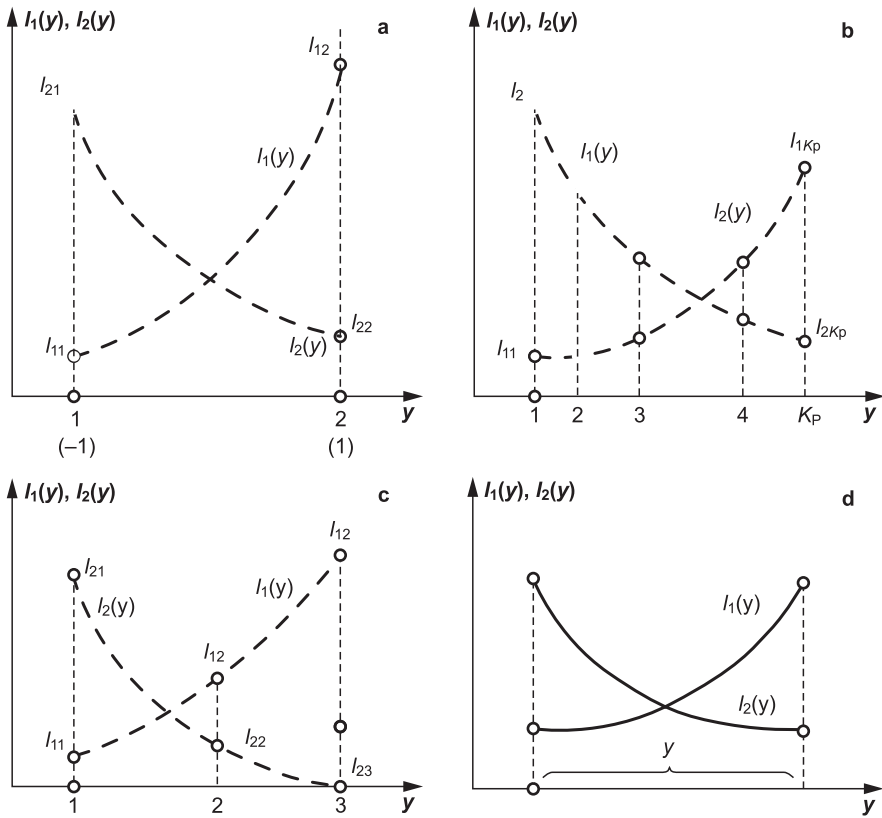 I₁(y), I₂(y)
a
I₁₂
I₂₁
I₁(y)
I₁₁
I₂₂
I₂(y)
1
2
y
(–1)
(1)
I₁(y), I₂(y)
b
I₂
I₁(y)
I₁Kp
I₂(y)
I₁₁
I₂Kp
1
2
3
4
K_P
y
I₁(y), I₂(y)
c
I₁₂
I₂₁
I₁(y)
I₂(y)
I₁₂
I₁₁
I₂₂
I₂₃
1
2
3
y
I₁(y), I₂(y)
d
I₁(y)
I₂(y)
y
y